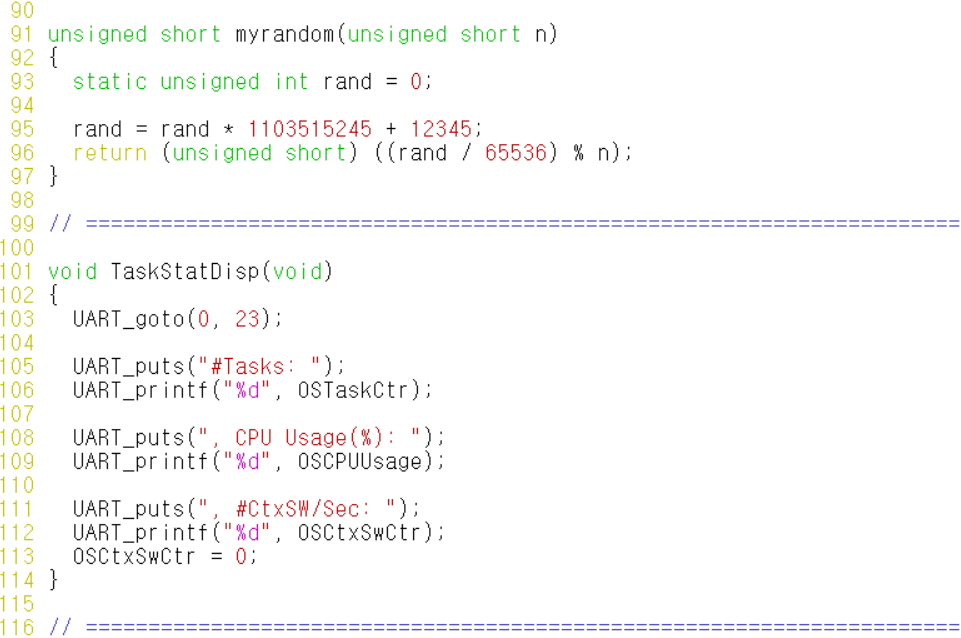 90
91 unsigned short myrandom(unsigned short n)
92 {
93   static unsigned int rand = 0;
94
95   rand = rand * 1103515245 + 12345;
96   return (unsigned short) ((rand / 65536) % n);
97 }
98
99 // ======================================================================
100
101 void TaskStatDisp(void)
102 {
103   UART_goto(0, 23);
104
105   UART_puts("#Tasks: ");
106   UART_printf("%d", OSTaskCtr);
107
108   UART_puts(", CPU Usage(%): ");
109   UART_printf("%d", OSCPUUsage);
110
111   UART_puts(", #CtxSW/Sec: ");
112   UART_printf("%d", OSCtxSwCtr);
113   OSCtxSwCtr = 0;
114 }
115
116 // ======================================================================